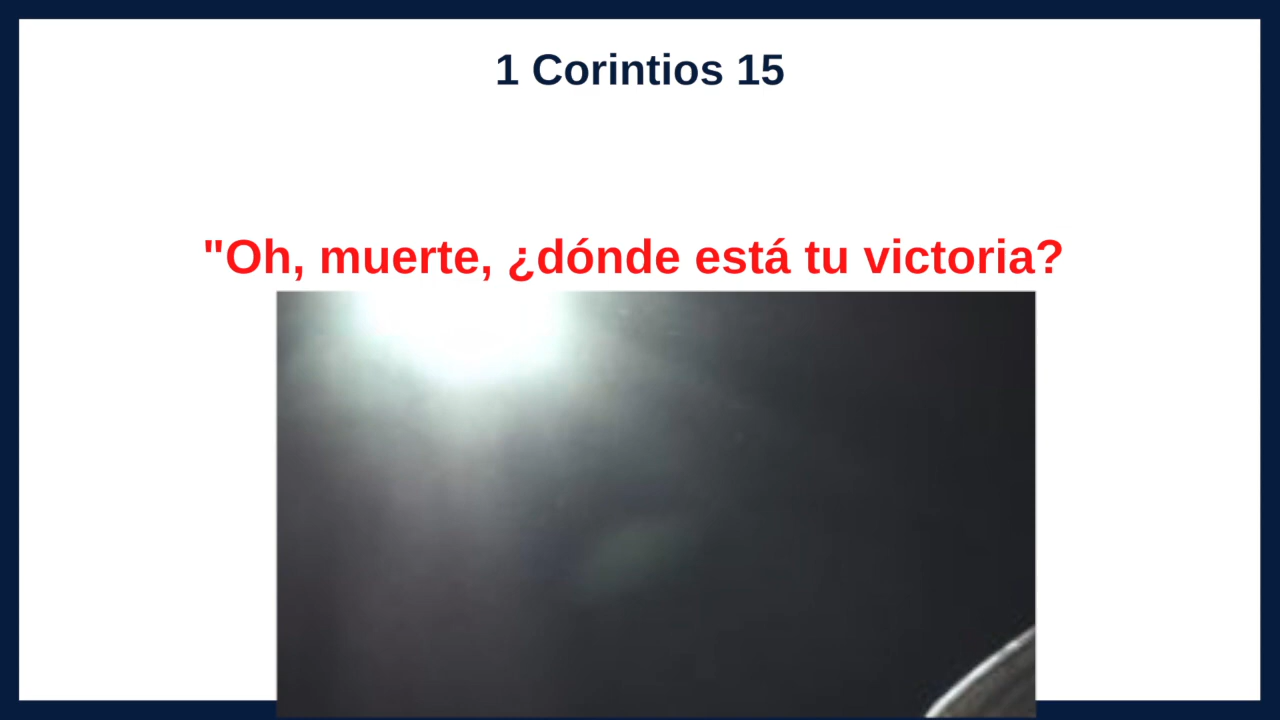 1 Corintios 15
"Oh, muerte, ¿dónde está tu victoria?